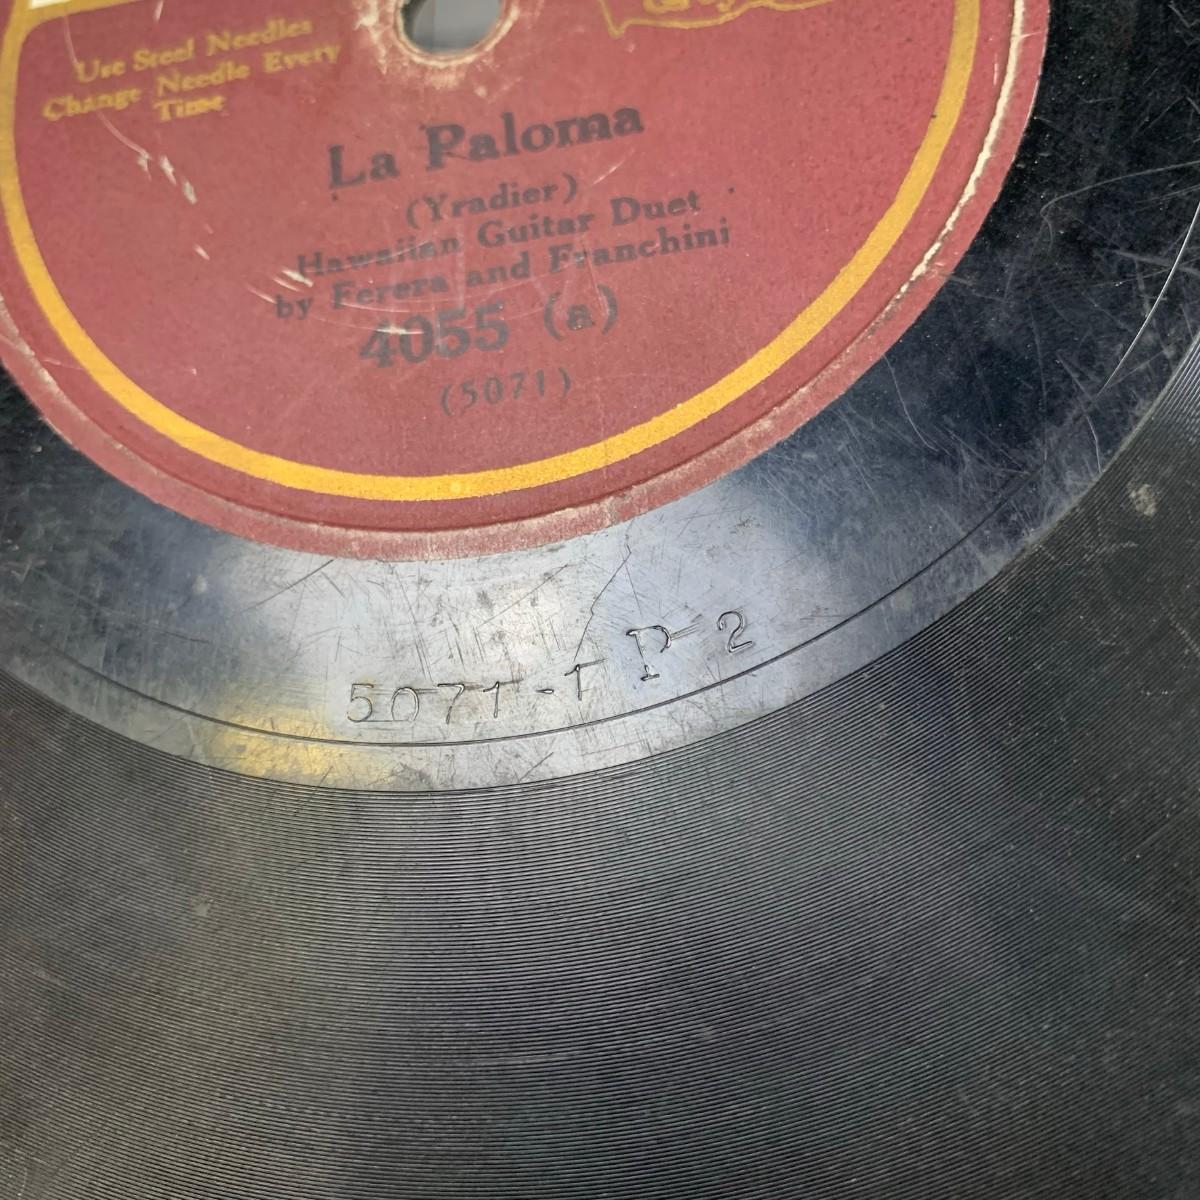 Use Steel Needles
Change Needle Every
Time
La Paloma
(Yradier)
Hawaiian Guitar Duet
by Ferera and Franchini
4055 (a)
(5071)
5071-1 P 2